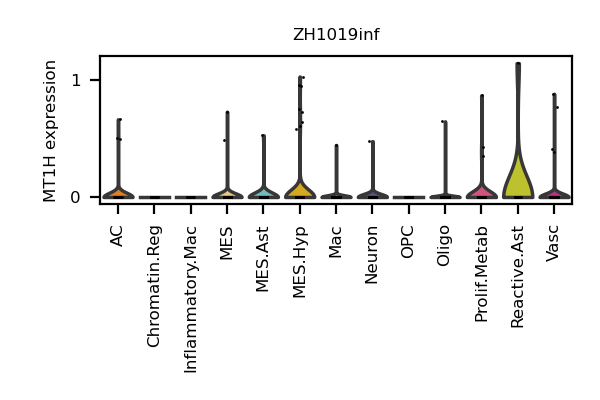 ZH1019inf
MT1H expression
1
0
AC
Chromatin.Reg
Inflammatory.Mac
MES
MES.Ast
MES.Hyp
Mac
Neuron
OPC
Oligo
Prolif.Metab
Reactive.Ast
Vasc